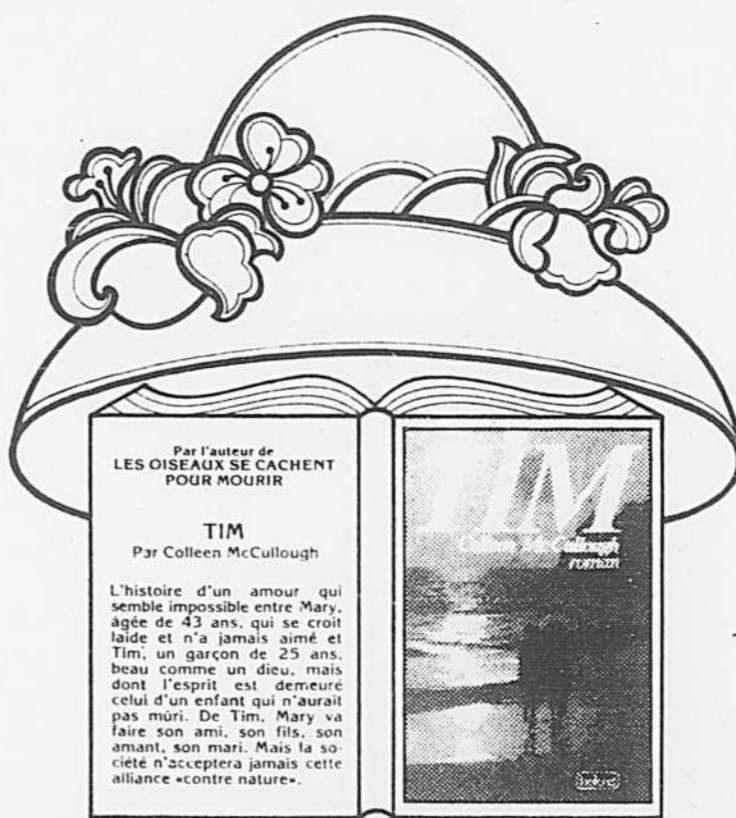 Par l'auteur de
LES OISEAUX SE CACHENT
POUR MOURIR
TIM
Par Colleen McCullough
L'histoire d'un amour qui
semble impossible entre Mary,
âgée de 43 ans, qui se croit
laide et n'a jamais aimé et
Tim, un garçon de 25 ans,
beau comme un dieu, mais
dont l'esprit est demeuré
celui d'un enfant qui n'aurait
pas mûri. De Tim, Mary va
faire son ami, son fils, son
amant, son mari. Mais la so-
ciété n'acceptera jamais cette
alliance «contre nature».
TIM
Colleen McCullough
roman